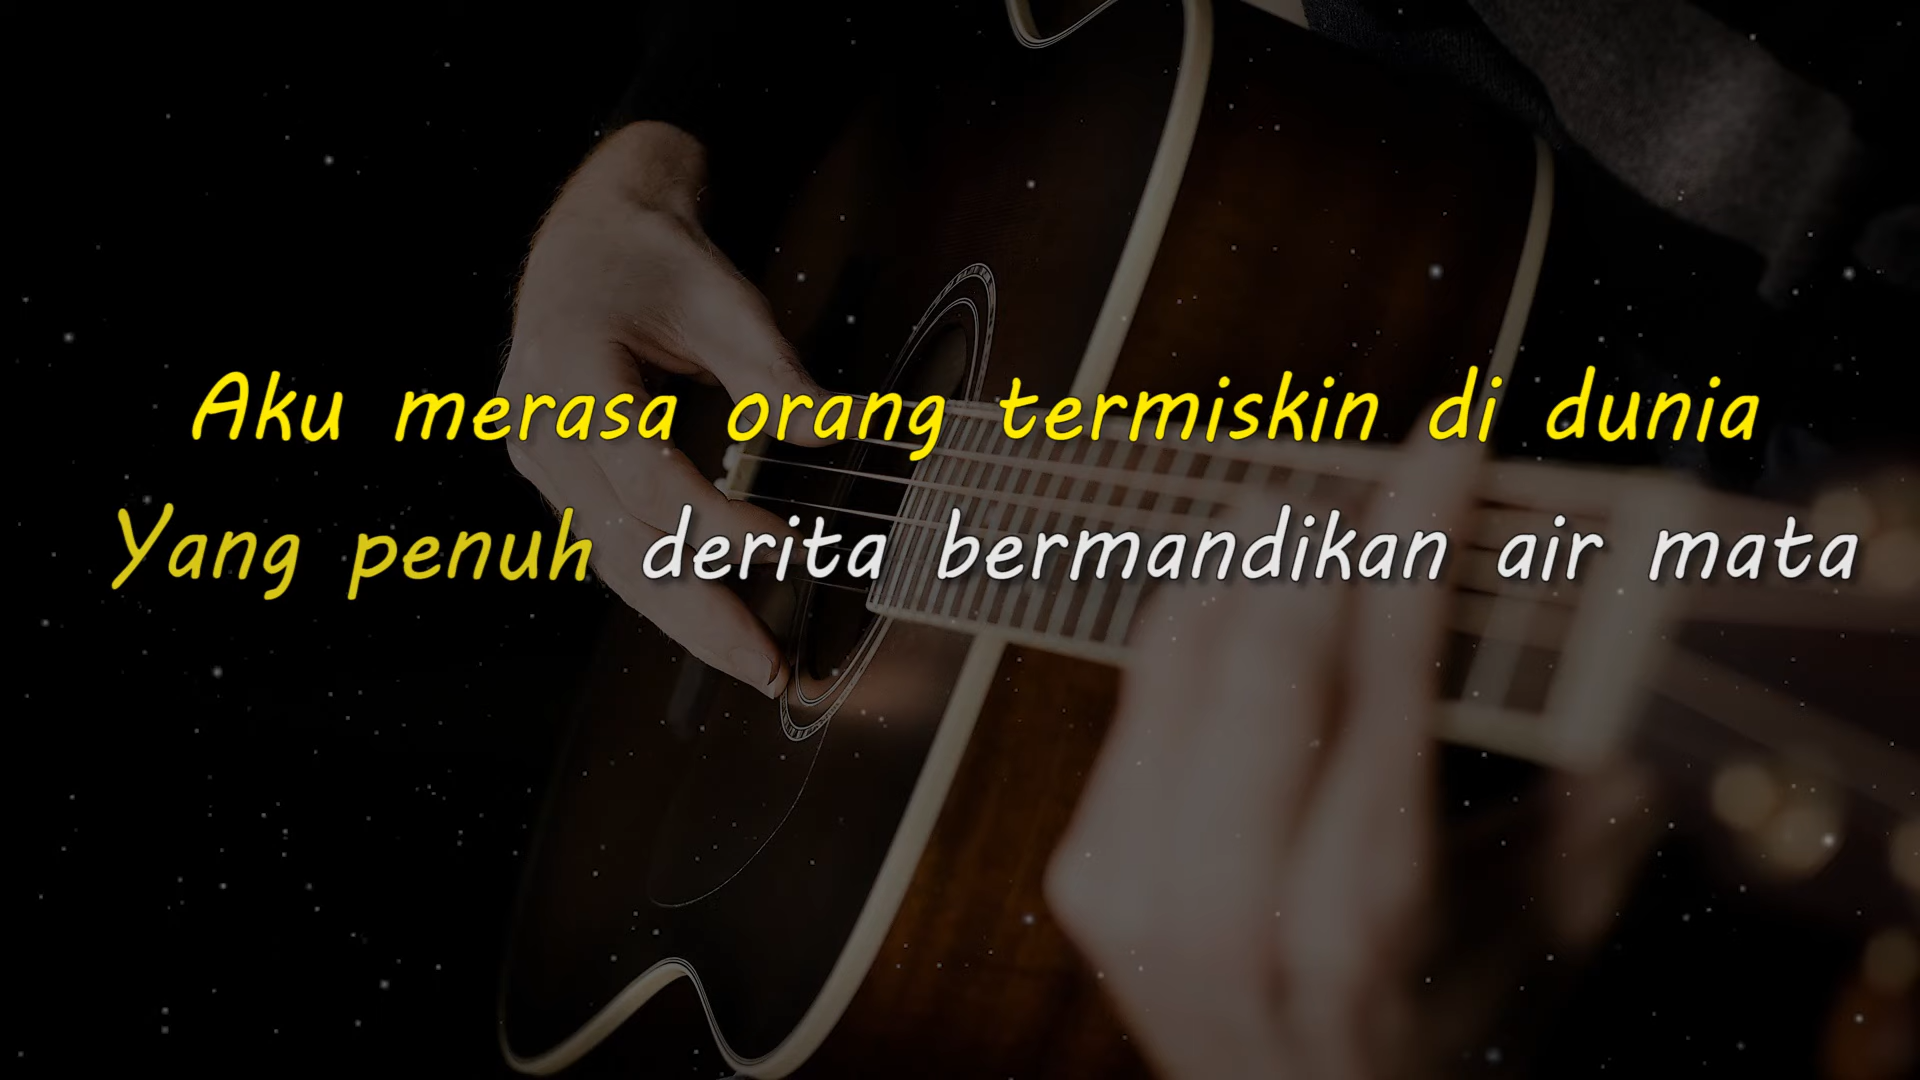 Aku merasa orang termiskin di dunia
Yang penuh derita bermandikan air mata